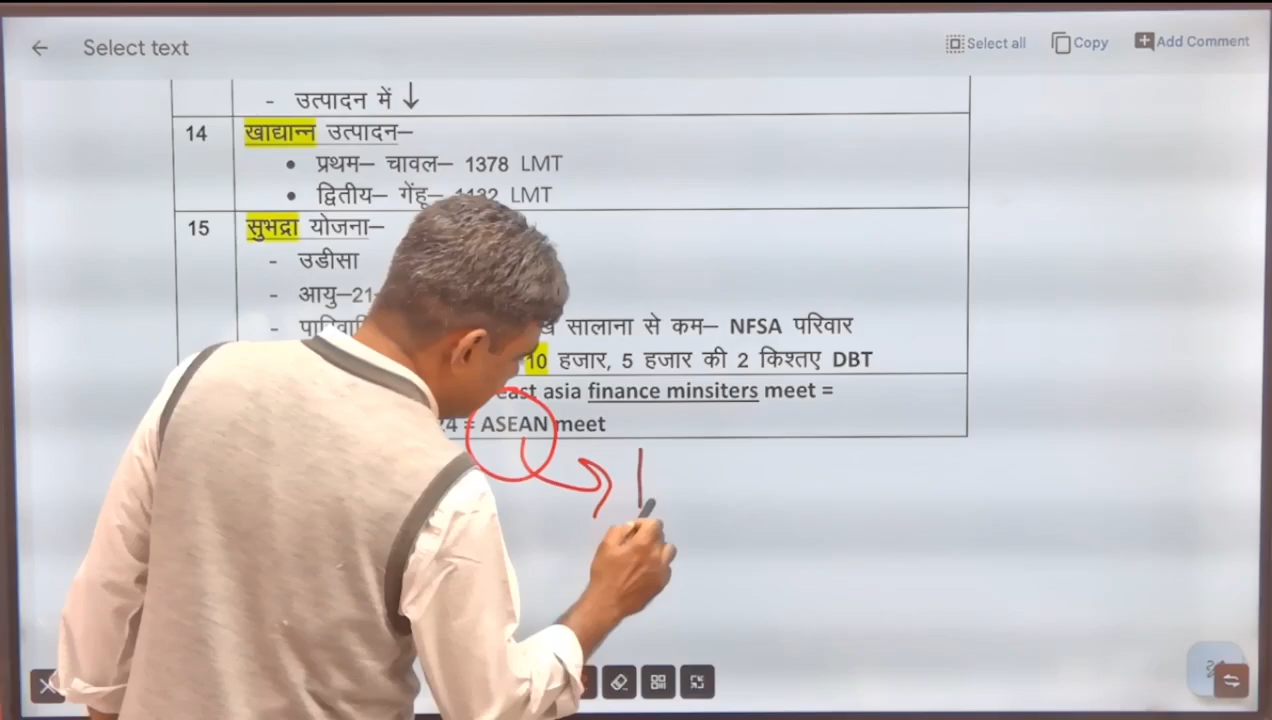 Select text
Select all
Copy
Add Comment
- उत्पादन में ↓
14 खाद्यान्न उत्पादन–
• प्रथम– चावल– 1378 LMT
• द्वितीय– गेंहू– 1132 LMT
15 सुभद्रा योजना–
- उडीसा
- आयु–21
- सालाना से कम– NFSA परिवार
10 हजार, 5 हजार की 2 किश्तए DBT
east asia finance minsiters meet =
= ASEAN meet